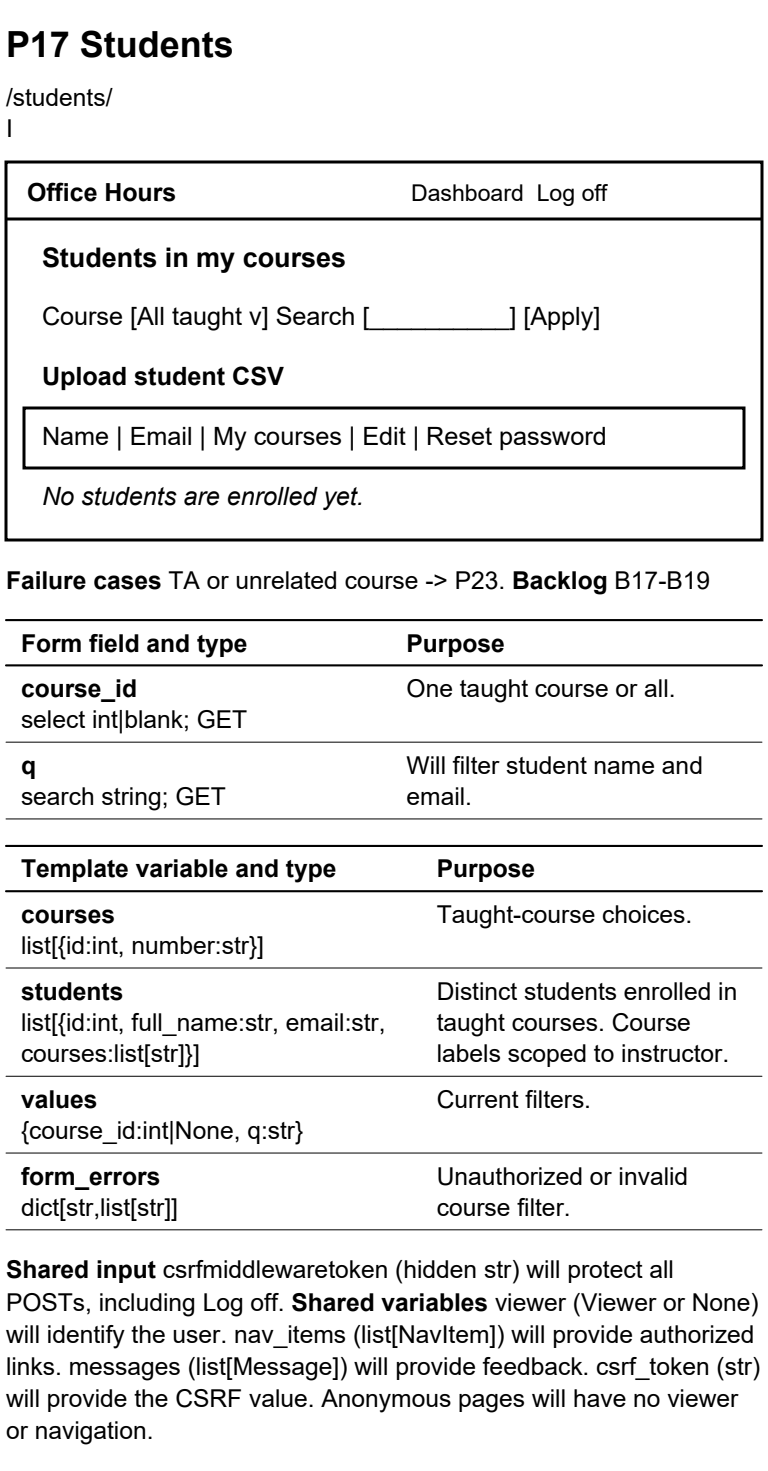 P17 Students
/students/
I
Office Hours Dashboard Log off
Students in my courses
Course [All taught v] Search [__________] [Apply]
Upload student CSV
Name | Email | My courses | Edit | Reset password
No students are enrolled yet.
Failure cases TA or unrelated course -> P23. Backlog B17-B19
Form field and type Purpose
course_id One taught course or all.
select int|blank; GET
q Will filter student name and
search string; GET email.
Template variable and type Purpose
courses Taught-course choices.
list[{id:int, number:str}]
students Distinct students enrolled in
list[{id:int, full_name:str, email:str, taught courses. Course
courses:list[str]}] labels scoped to instructor.
values Current filters.
{course_id:int|None, q:str}
form_errors Unauthorized or invalid
dict[str,list[str]] course filter.
Shared input csrfmiddlewaretoken (hidden str) will protect all
POSTs, including Log off. Shared variables viewer (Viewer or None)
will identify the user. nav_items (list[NavItem]) will provide authorized
links. messages (list[Message]) will provide feedback. csrf_token (str)
will provide the CSRF value. Anonymous pages will have no viewer
or navigation.